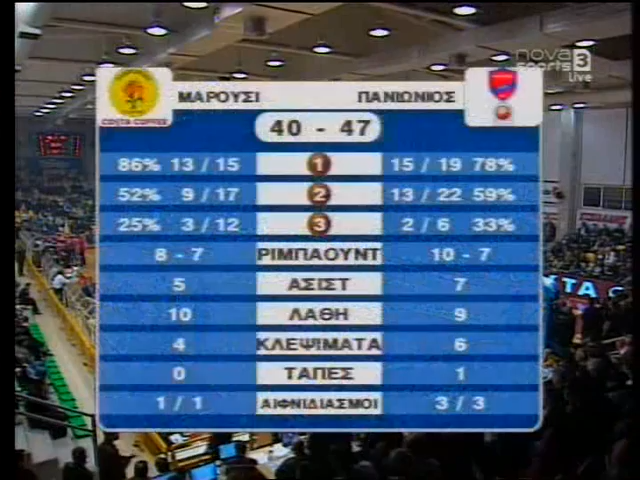 nova
sports 3
Live
COSTA COFFEE
ΜΑΡΟΥΣΙ ΠΑΝΙΩΝΙΟΣ
40 - 47
86% 13 / 15 1 15 / 19 78%
52% 9 / 17 2 13 / 22 59%
25% 3 / 12 3 2 / 6 33%
8 - 7 ΡΙΜΠΑΟΥΝΤ 10 - 7
5 ΑΣΙΣΤ 7
10 ΛΑΘΗ 9
4 ΚΛΕΨΙΜΑΤΑ 6
0 ΤΑΠΕΣ 1
1 / 1 ΑΙΦΝΙΔΙΑΣΜΟΙ 3 / 3